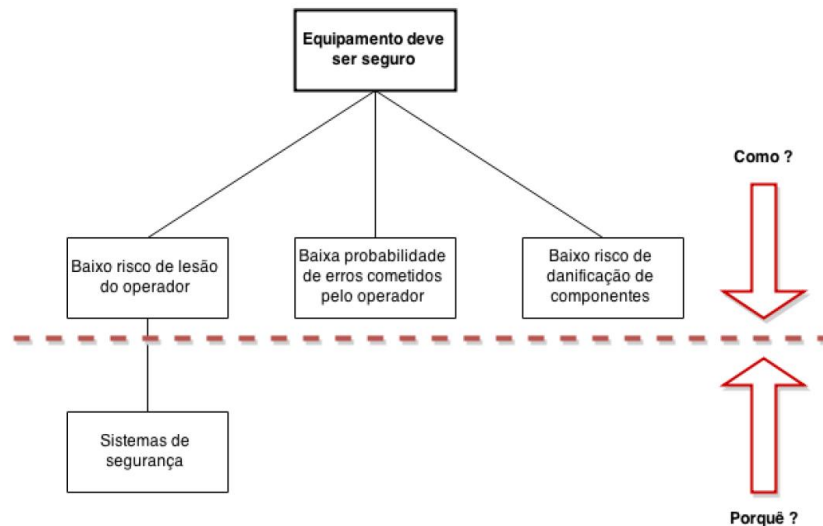 Equipamento deve
ser seguro
Como ?
Baixo risco de lesão
do operador
Baixa probabilidade
de erros cometidos
pelo operador
Baixo risco de
danificação de
componentes
Sistemas de
segurança
Porquê ?